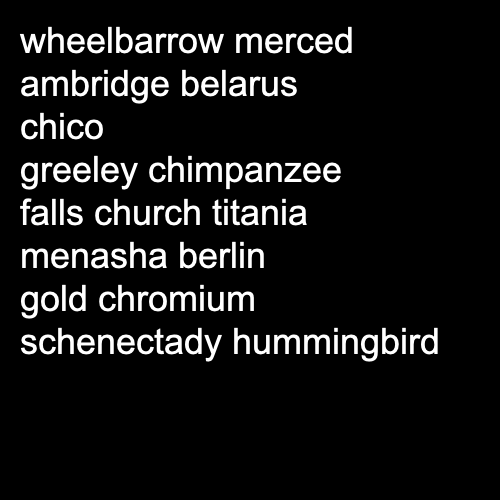 wheelbarrow merced
ambridge belarus
chico
greeley chimpanzee
falls church titania
menasha berlin
gold chromium
schenectady hummingbird